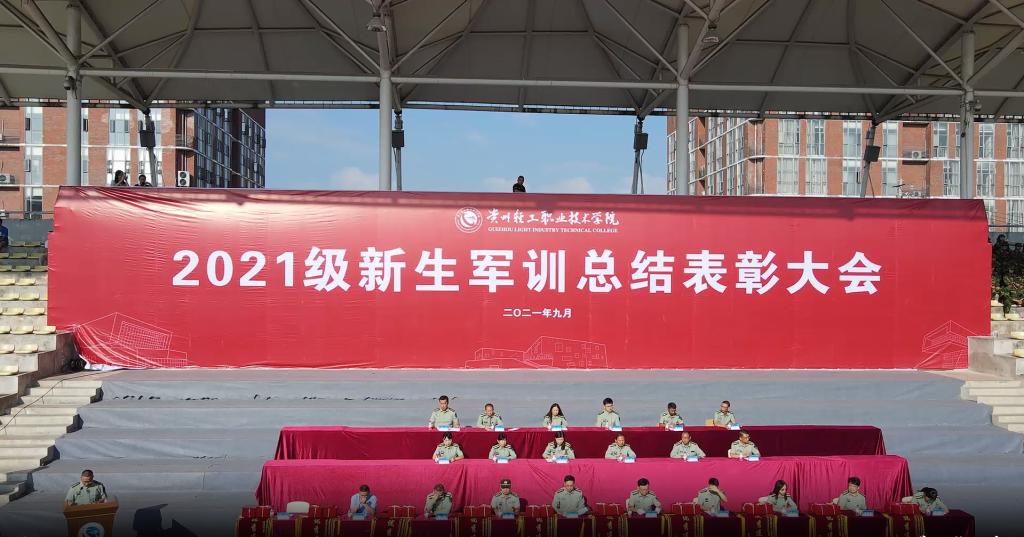 贵州轻工职业技术学院
GUIZHOU LIGHT INDUSTRY TECHNICAL COLLEGE
2021级新生军训总结表彰大会
二〇二一年九月